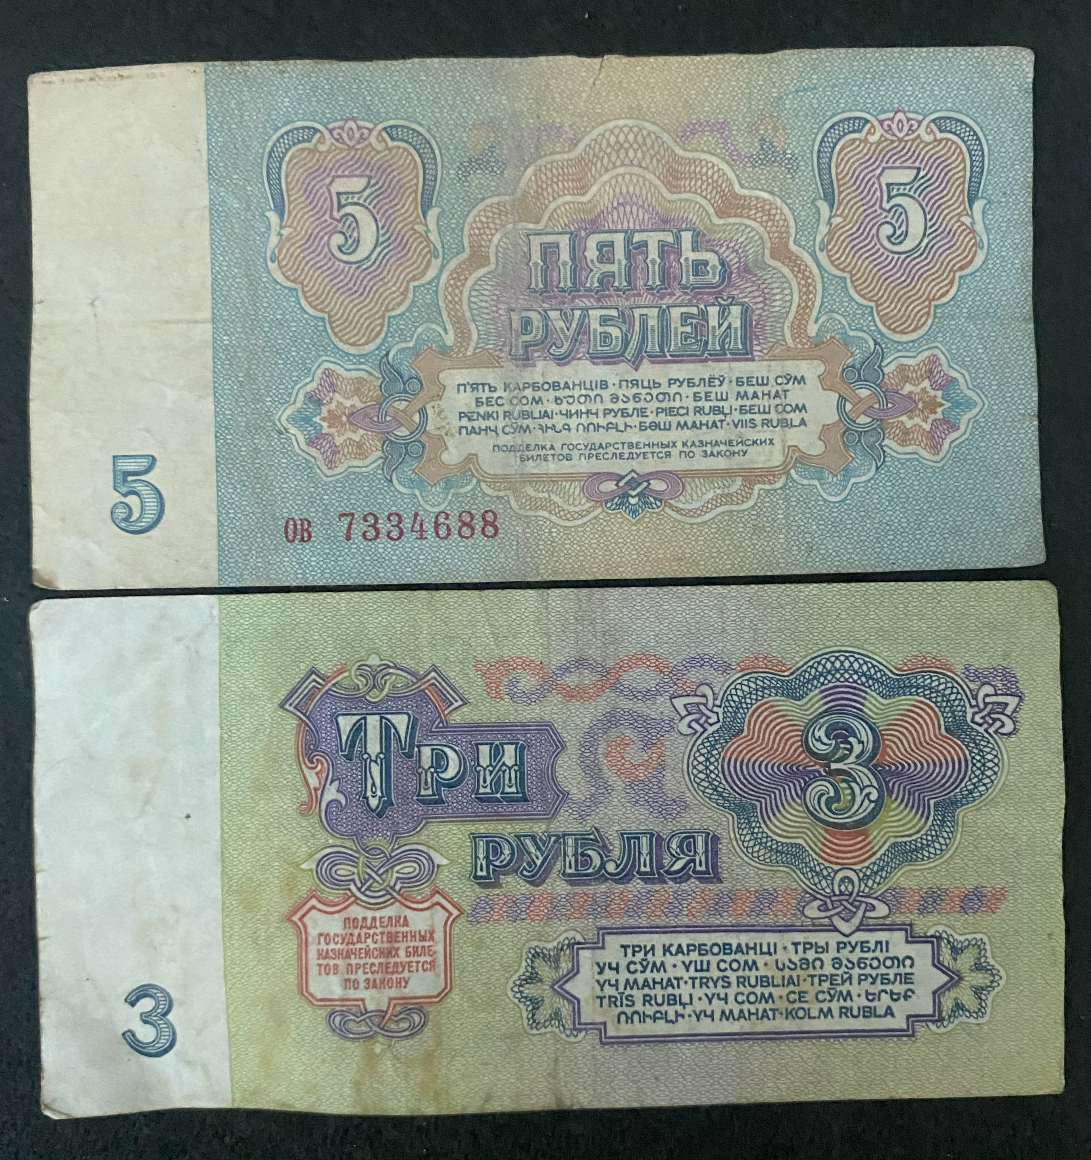 5
5
ПЯТЬ
РУБЛЕЙ
П'ЯТЬ КАРБОВАНЦІВ · ПЯЦЬ РУБЛЁЎ · БЕШ СЎМ
БЕС СОМ · ᲮᲣᲗᲘ ᲛᲐᲜᲔᲗᲘ · БЕШ МАНАТ
PENKI RUBLIAI · ЧИНЧ РУБЛЕ · PIECI RUBĻI · БЕШ СОМ
ПАНҶ СЎМ · ՀԻՆԳ ՌՈՒԲԼԻ · БӘШ МАНАТ · VIIS RUBLA
ПОДДЕЛКА ГОСУДАРСТВЕННЫХ КАЗНАЧЕЙСКИХ
БИЛЕТОВ ПРЕСЛЕДУЕТСЯ ПО ЗАКОНУ
5
ОВ 7334688
ТРИ
РУБЛЯ
3
ПОДДЕЛКА
ГОСУДАРСТВЕННЫХ
КАЗНАЧЕЙСКИХ БИЛЕ-
ТОВ ПРЕСЛЕДУЕТСЯ
ПО ЗАКОНУ
ТРИ КАРБОВАНЦІ · ТРЫ РУБЛІ
УЧ СЎМ · ҮШ СОМ · ᲡᲐᲛᲘ ᲛᲐᲜᲔᲗᲘ
ҮЧ МАНАТ · TRYS RUBLIAI · ТРЕЙ РУБЛЕ
TRĪS RUBĻI · ҮЧ СОМ · СЕ СЎМ · ԵՐԵՔ
ՌՈՒԲԼԻ · ҮЧ МАНАТ · KOLM RUBLA
3